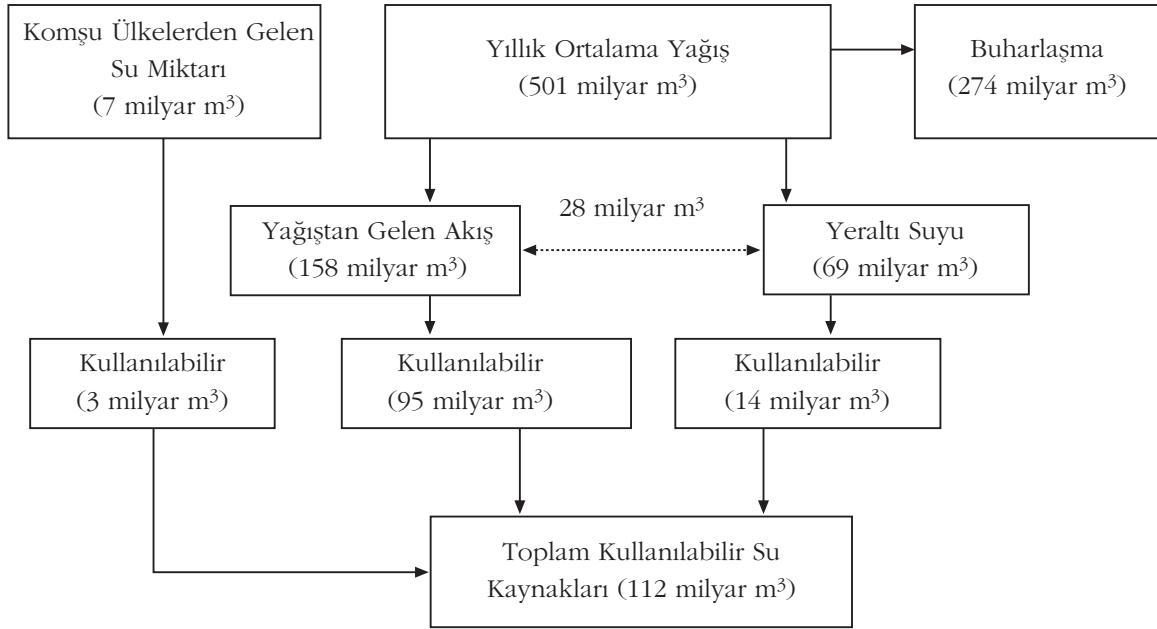 Komşu Ülkelerden Gelen
Su Miktarı
(7 milyar m³)
Yıllık Ortalama Yağış
(501 milyar m³)
Buharlaşma
(274 milyar m³)
28 milyar m³
Yağıştan Gelen Akış
(158 milyar m³)
Yeraltı Suyu
(69 milyar m³)
Kullanılabilir
(3 milyar m³)
Kullanılabilir
(95 milyar m³)
Kullanılabilir
(14 milyar m³)
Toplam Kullanılabilir Su
Kaynakları (112 milyar m³)